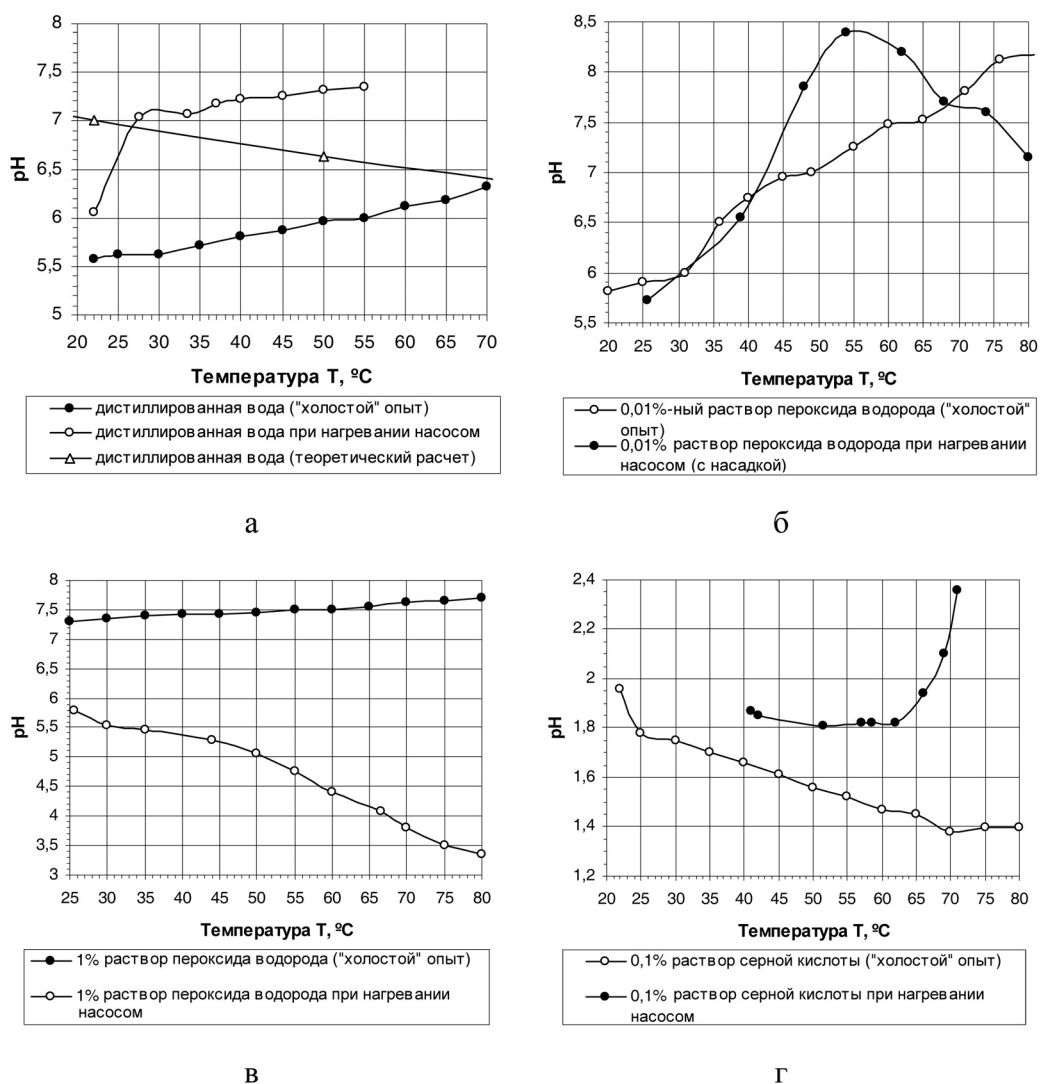 8
7,5
7
6,5
6
5,5
5
pH
22 25 30 35 40 45 50 55 60 65 70
Температура Т, ºС
дистиллированная вода ("холостой" опыт)
дистиллированная вода при нагревании насосом
дистиллированная вода (теоретический расчет)
а
8,5
8
7,5
7
6,5
6
5,5
pH
20 25 30 35 40 45 50 55 60 65 70 75 80
Температура Т, ºС
0,01%-ный раствор пероксида водорода ("холостой"
опыт)
0,01% раствор пероксида водорода при нагревании
насосом (с насадкой)
б
8
7,5
7
6,5
6
5,5
5
4,5
4
3,5
3
pH
25 30 35 40 45 50 55 60 65 70 75 80
Температура Т, ºС
1% раствор пероксида водорода ("холостой" опыт)
1% раствор пероксида водорода при нагревании
насосом
в
2,4
2,2
2
1,8
1,6
1,4
1,2
pH
20 25 30 35 40 45 50 55 60 65 70 75 80
Температура Т, ºС
0,1% раствор серной кислоты ("холостой" опыт)
0,1% раствор серной кислоты при нагревании
насосом
г